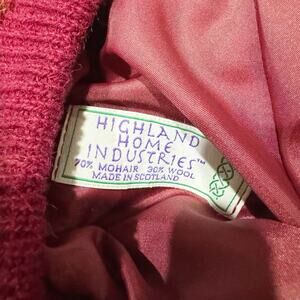 HIGHLAND
HOME
INDUSTRIES™
70% MOHAIR 30% WOOL
MADE IN SCOTLAND